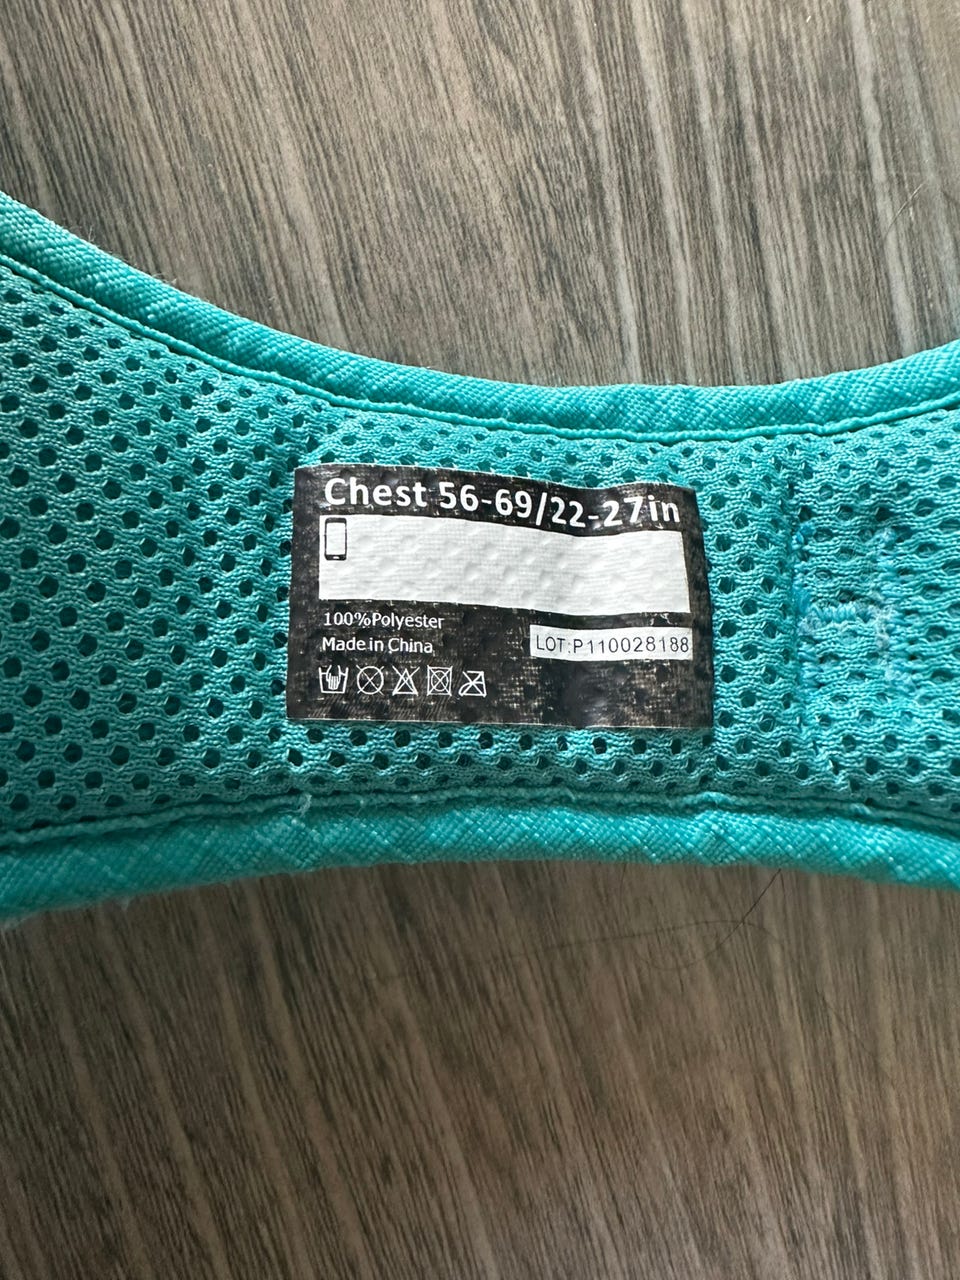 Chest 56-69/22-27in
100%Polyester
Made in China
LOT:P110028188